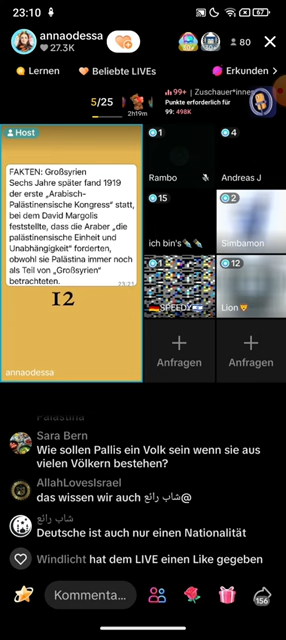 23:10
67
annaodessa
27.3K
80
Lernen
Beliebte LIVEs
Erkunden
5/25
2h19m
99+ | Zuschauer*innen
Punkte erforderlich für
99: 498K
Host
1
4
Rambo
Andreas J
FAKTEN: Großsyrien
Sechs Jahre später fand 1919
der erste „Arabisch-
Palästinensische Kongress“ statt,
bei dem David Margolis
feststellte, dass die Araber „die
palästinensische Einheit und
Unabhängigkeit“ forderten,
obwohl sie Palästina immer noch
als Teil von „Großsyrien“
betrachteten.
23:21
12
15
2
ich bin's
Simbamon
1
12
SPEEDY
Lion
Anfragen
Anfragen
annaodessa
Palästina
Sara Bern
Wie sollen Pallis ein Volk sein wenn sie aus
vielen Völkern bestehen?
AllahLovesIsrael
das wissen wir auch شاب رائع@
شاب رائع
Deutsche ist auch nur einen Nationalität
Windlicht hat dem LIVE einen Like gegeben
Kommenta...
156